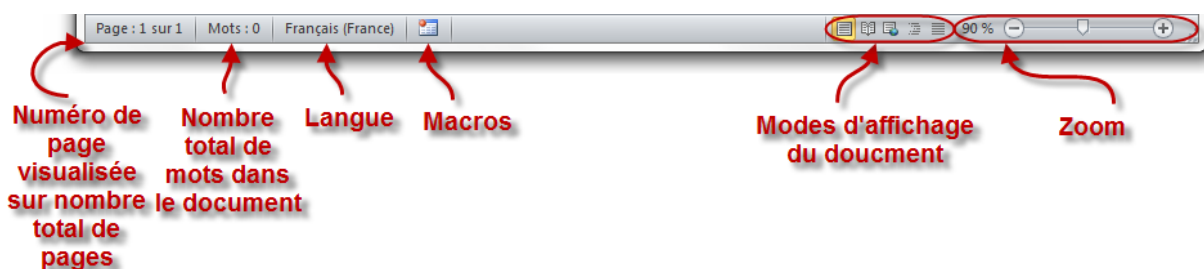 Page : 1 sur 1 Mots : 0 Français (France) 90 %
Numéro de
page
visualisée
sur nombre
total de
pages
Nombre
total de
mots dans
le document
Langue
Macros
Modes d'affichage
du doucment
Zoom